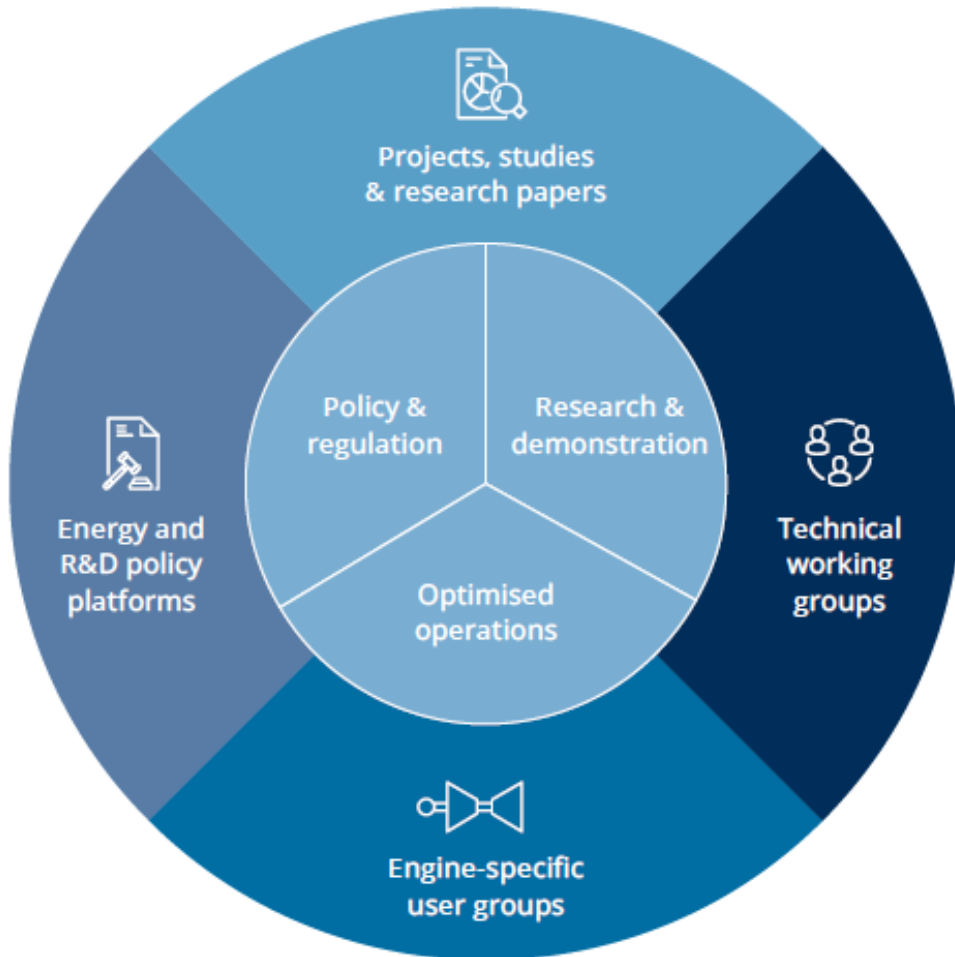 Projects, studies
& research papers
Policy &
regulation
Research &
demonstration
Optimised
operations
Energy and
R&D policy
platforms
Technical
working
groups
Engine-specific
user groups